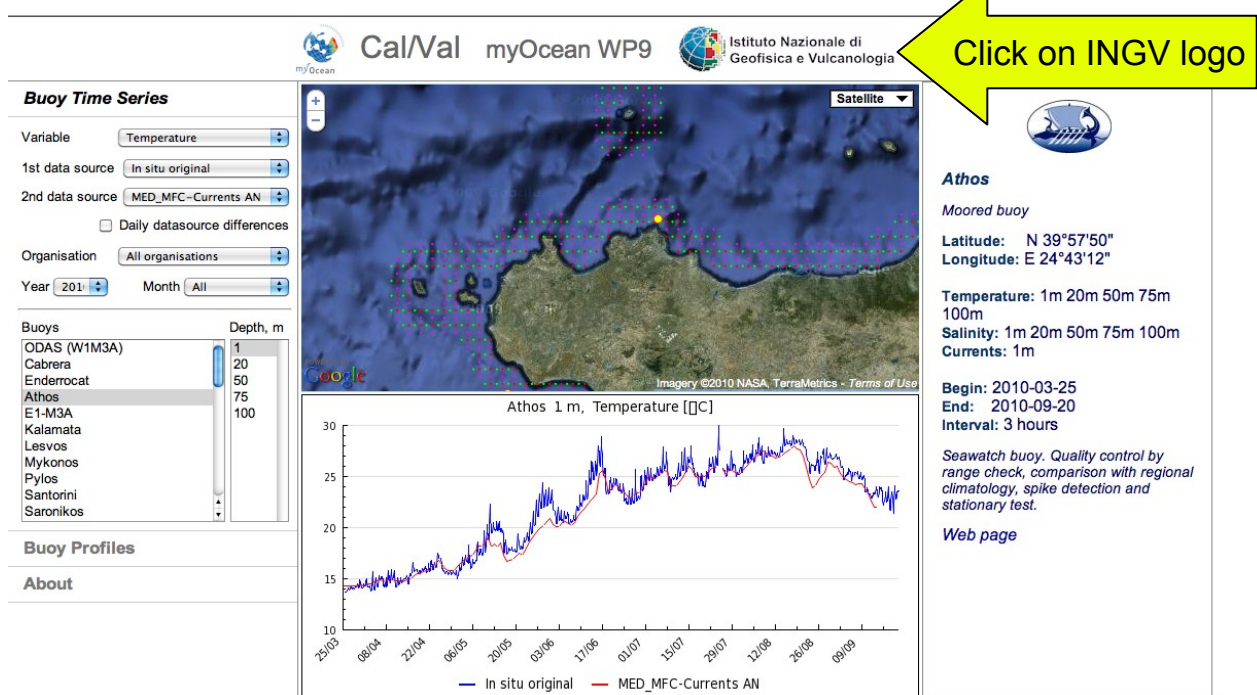 Click on INGV logo
my Ocean
Cal/Val myOcean WP9
Istituto Nazionale di
Geofisica e Vulcanologia
Buoy Time Series
Variable Temperature
1st data source In situ original
2nd data source MED_MFC-Currents AN
Daily datasource differences
Organisation All organisations
Year 201 Month All
Buoys Depth, m
ODAS (W1M3A) 1
Cabrera 20
Enderrocat 50
Athos 75
E1-M3A 100
Kalamata
Lesvos
Mykonos
Pylos
Santorini
Saronikos
Buoy Profiles
About
+
−
Satellite
Google
Imagery ©2010 NASA, TerraMetrics - Terms of Use
Athos 1 m, Temperature [▯C]
30
25
20
15
10
25/03 08/04 22/04 06/05 20/05 03/06 17/06 01/07 15/07 29/07 12/08 26/08 09/09
In situ original MED_MFC-Currents AN
Athos
Moored buoy
Latitude: N 39°57'50"
Longitude: E 24°43'12"
Temperature: 1m 20m 50m 75m
100m
Salinity: 1m 20m 50m 75m 100m
Currents: 1m
Begin: 2010-03-25
End: 2010-09-20
Interval: 3 hours
Seawatch buoy. Quality control by
range check, comparison with regional
climatology, spike detection and
stationary test.
Web page